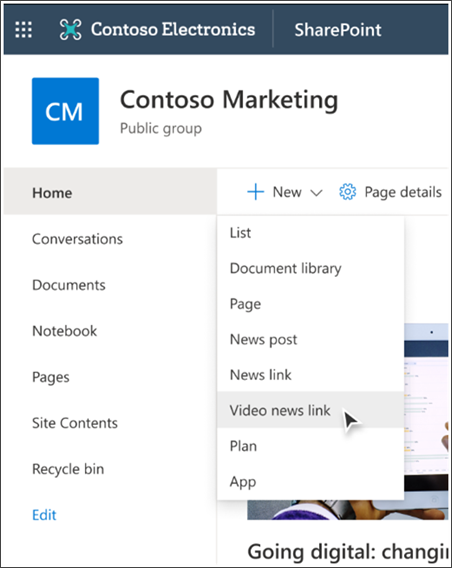 Contoso Electronics SharePoint
CM
Contoso Marketing
Public group
Home
Conversations
Documents
Notebook
Pages
Site Contents
Recycle bin
Edit
New Page details
List
Document library
Page
News post
News link
Video news link
Plan
App
Going digital: changin